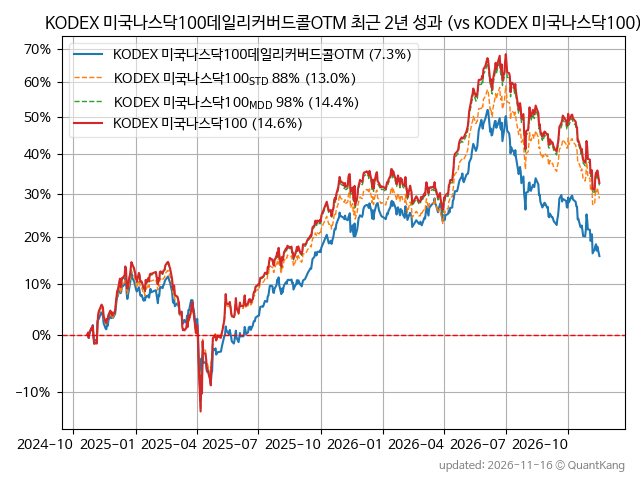 KODEX 미국나스닥100데일리커버드콜OTM 최근 2년 성과 (vs KODEX 미국나스닥100)
70%
60%
50%
40%
30%
20%
10%
0%
−10%
KODEX 미국나스닥100데일리커버드콜OTM (7.3%)
KODEX 미국나스닥100STD 88% (13.0%)
KODEX 미국나스닥100MDD 98% (14.4%)
KODEX 미국나스닥100 (14.6%)
2024-10 2025-01 2025-04 2025-07 2025-10 2026-01 2026-04 2026-07 2026-10
updated: 2026-11-16 © QuantKang